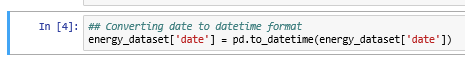 In [4]: ## Converting date to datetime format
energy_dataset['date'] = pd.to_datetime(energy_dataset['date'])